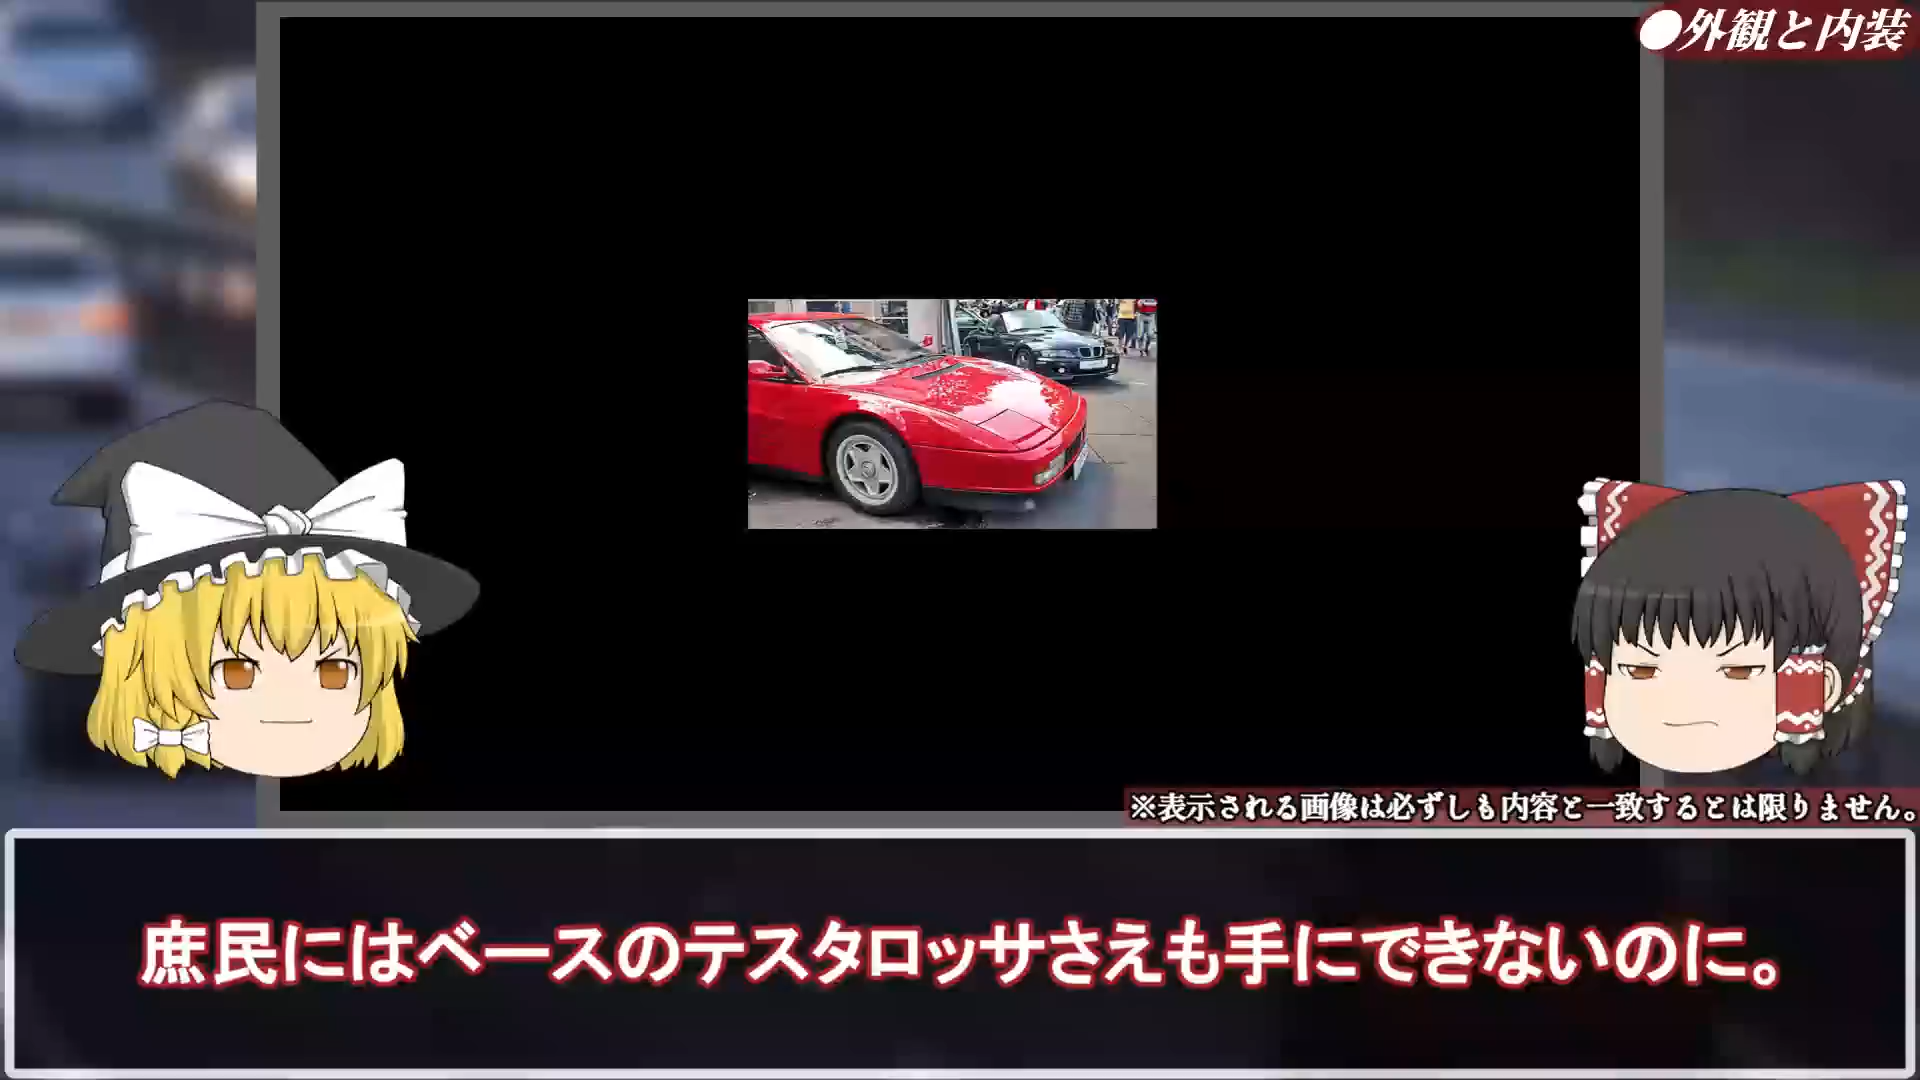 ●外観と内装
※表示される画像は必ずしも内容と一致するとは限りません。
庶民にはベースのテスタロッサさえも手にできないのに。